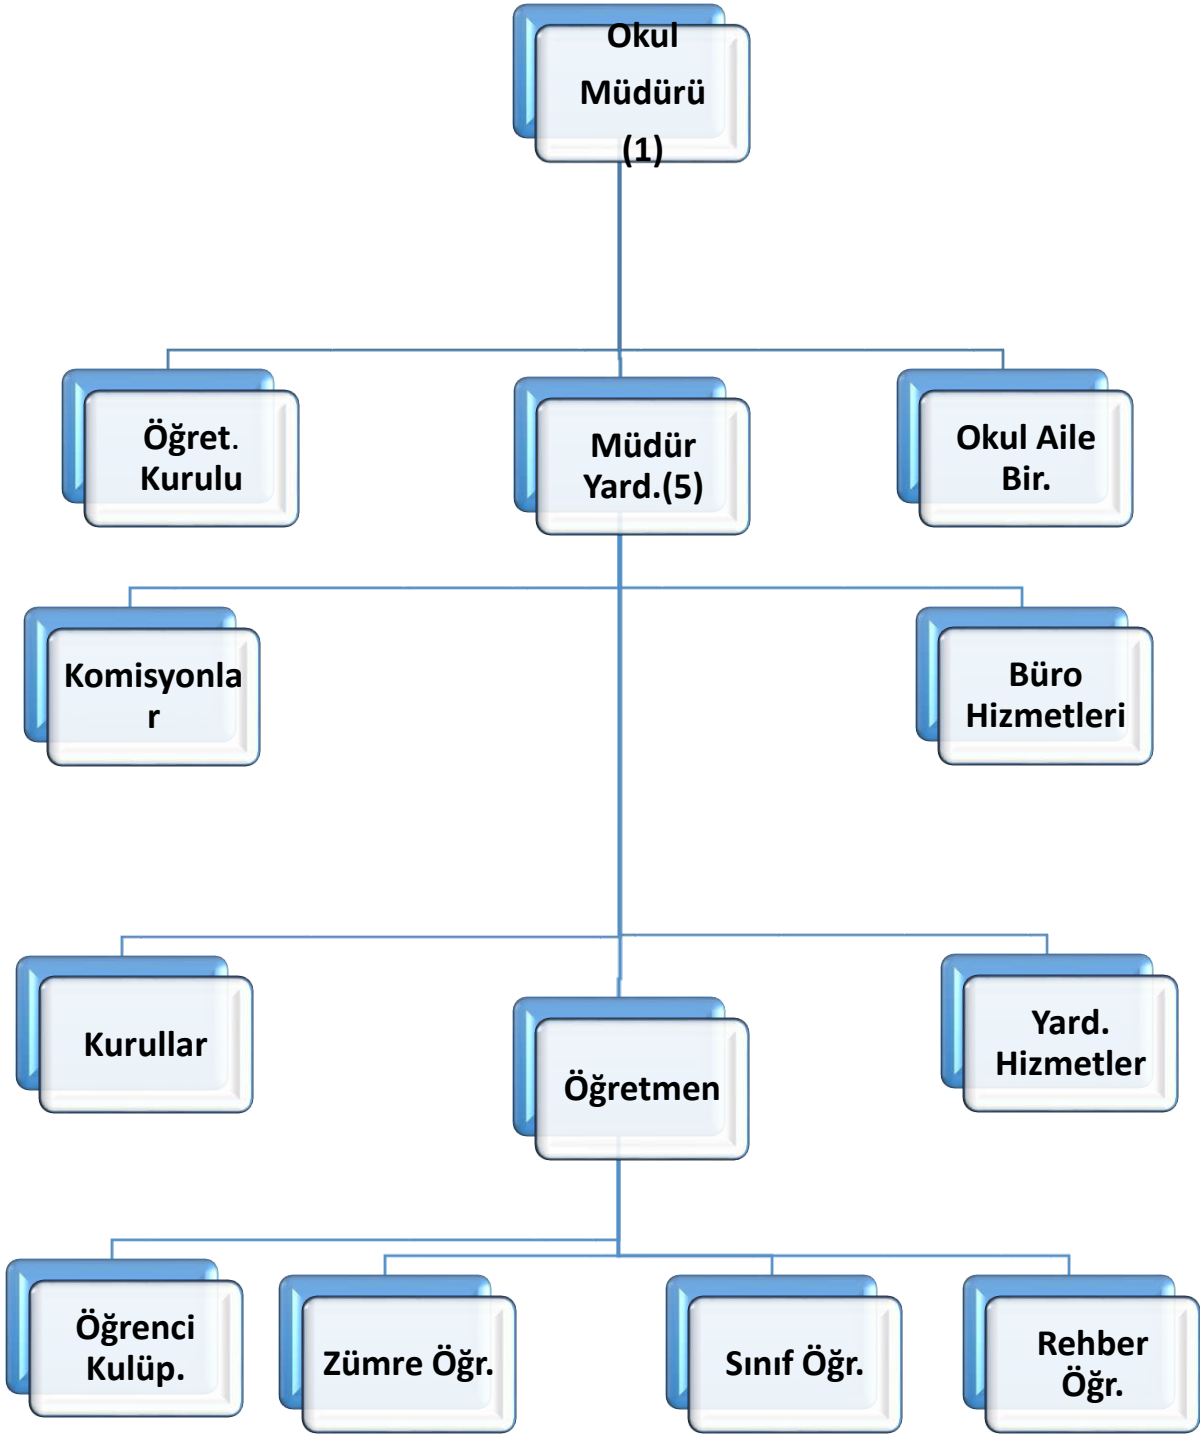 Okul
Müdürü
(1)
Öğret.
Kurulu
Müdür
Yard.(5)
Okul Aile
Bir.
Komisyonla
r
Büro
Hizmetleri
Kurullar
Öğretmen
Yard.
Hizmetler
Öğrenci
Kulüp.
Zümre Öğr.
Sınıf Öğr.
Rehber
Öğr.